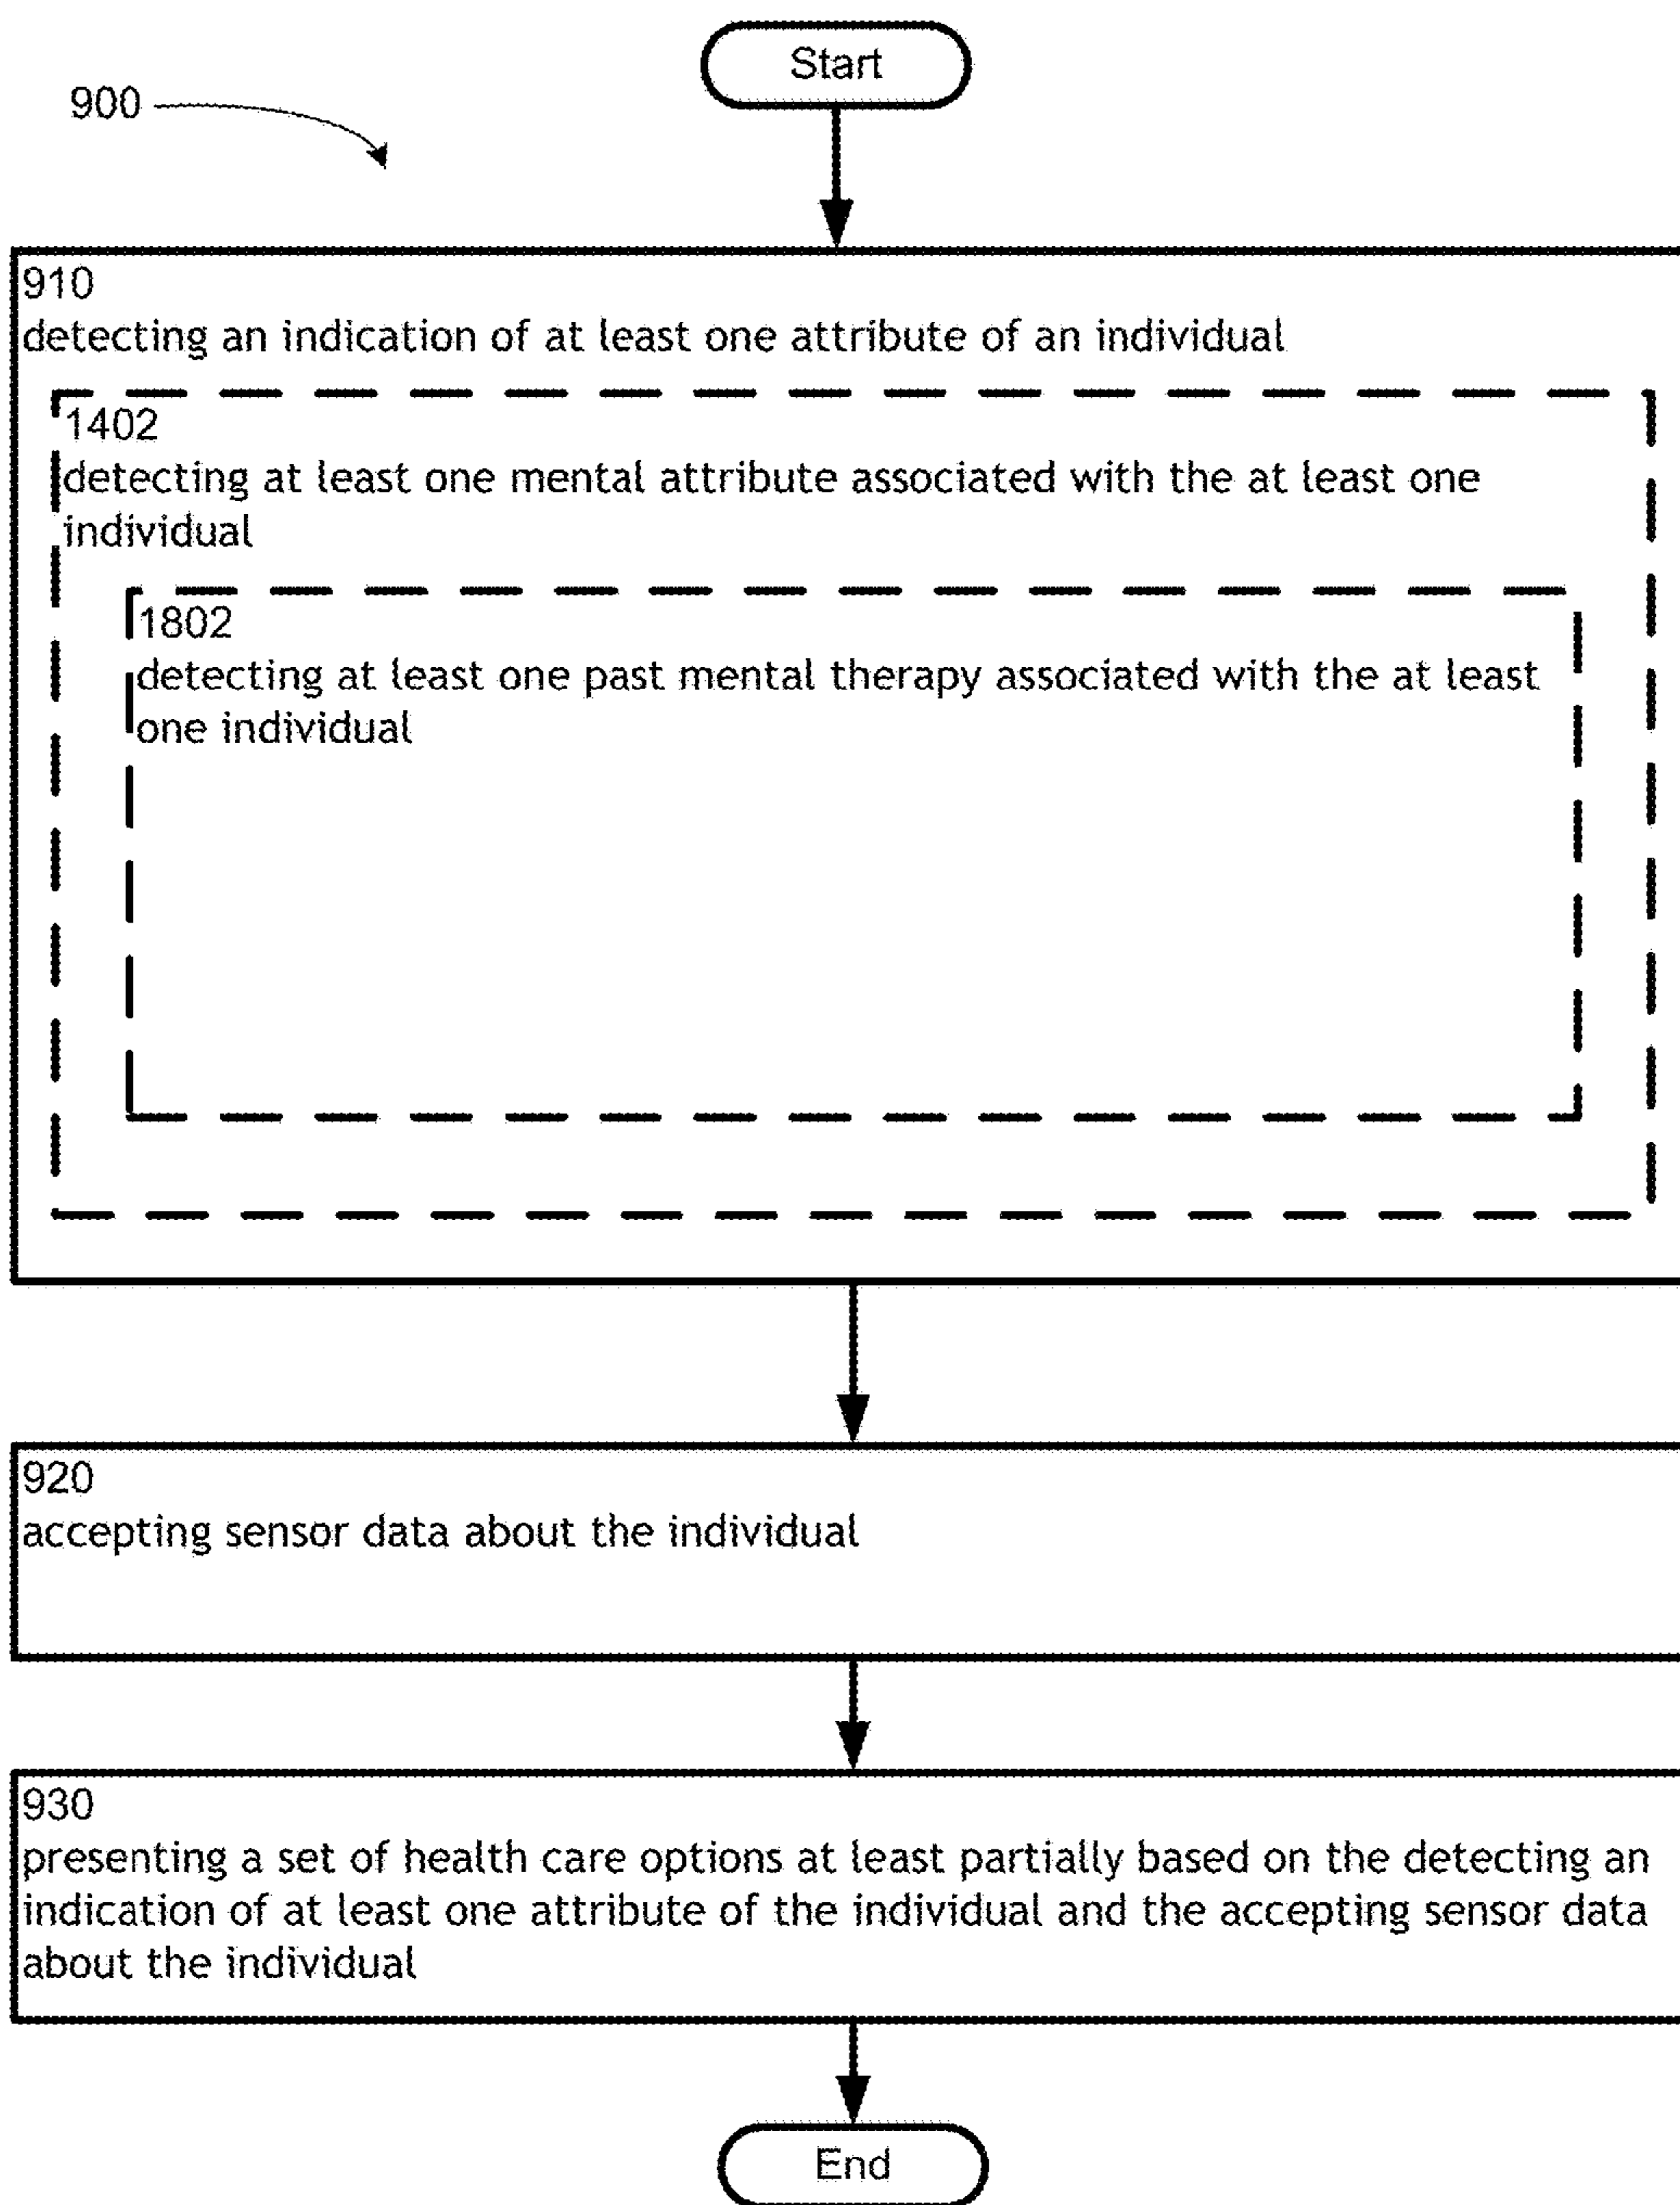 Start
900
910
detecting an indication of at least one attribute of an individual
1402
detecting at least one mental attribute associated with the at least one
individual
1802
detecting at least one past mental therapy associated with the at least
one individual
920
accepting sensor data about the individual
930
presenting a set of health care options at least partially based on the detecting an
indication of at least one attribute of the individual and the accepting sensor data
about the individual
End